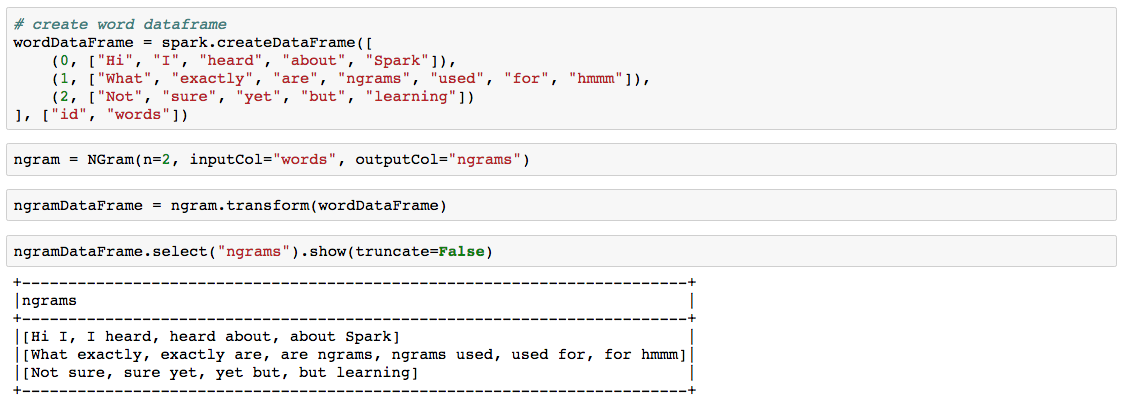 # create word dataframe
wordDataFrame = spark.createDataFrame([
    (0, ["Hi", "I", "heard", "about", "Spark"]),
    (1, ["What", "exactly", "are", "ngrams", "used", "for", "hmmm"]),
    (2, ["Not", "sure", "yet", "but", "learning"])
], ["id", "words"])
ngram = NGram(n=2, inputCol="words", outputCol="ngrams")
ngramDataFrame = ngram.transform(wordDataFrame)
ngramDataFrame.select("ngrams").show(truncate=False)
+------------------------------------------------------------------------+
|ngrams                                                                  |
+------------------------------------------------------------------------+
|[Hi I, I heard, heard about, about Spark]                               |
|[What exactly, exactly are, are ngrams, ngrams used, used for, for hmmm]|
|[Not sure, sure yet, yet but, but learning]                             |
+------------------------------------------------------------------------+